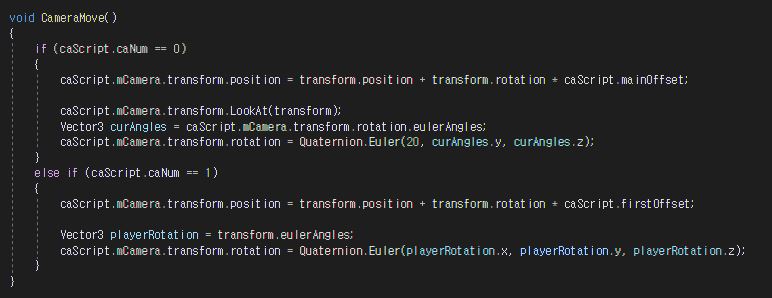 void CameraMove()
{
if (caScript.caNum == 0)
{
caScript.mCamera.transform.position = transform.position + transform.rotation * caScript.mainOffset;
caScript.mCamera.transform.LookAt(transform);
Vector3 curAngles = caScript.mCamera.transform.rotation.eulerAngles;
caScript.mCamera.transform.rotation = Quaternion.Euler(20, curAngles.y, curAngles.z);
}
else if (caScript.caNum == 1)
{
caScript.mCamera.transform.position = transform.position + transform.rotation * caScript.firstOffset;
Vector3 playerRotation = transform.eulerAngles;
caScript.mCamera.transform.rotation = Quaternion.Euler(playerRotation.x, playerRotation.y, playerRotation.z);
}
}